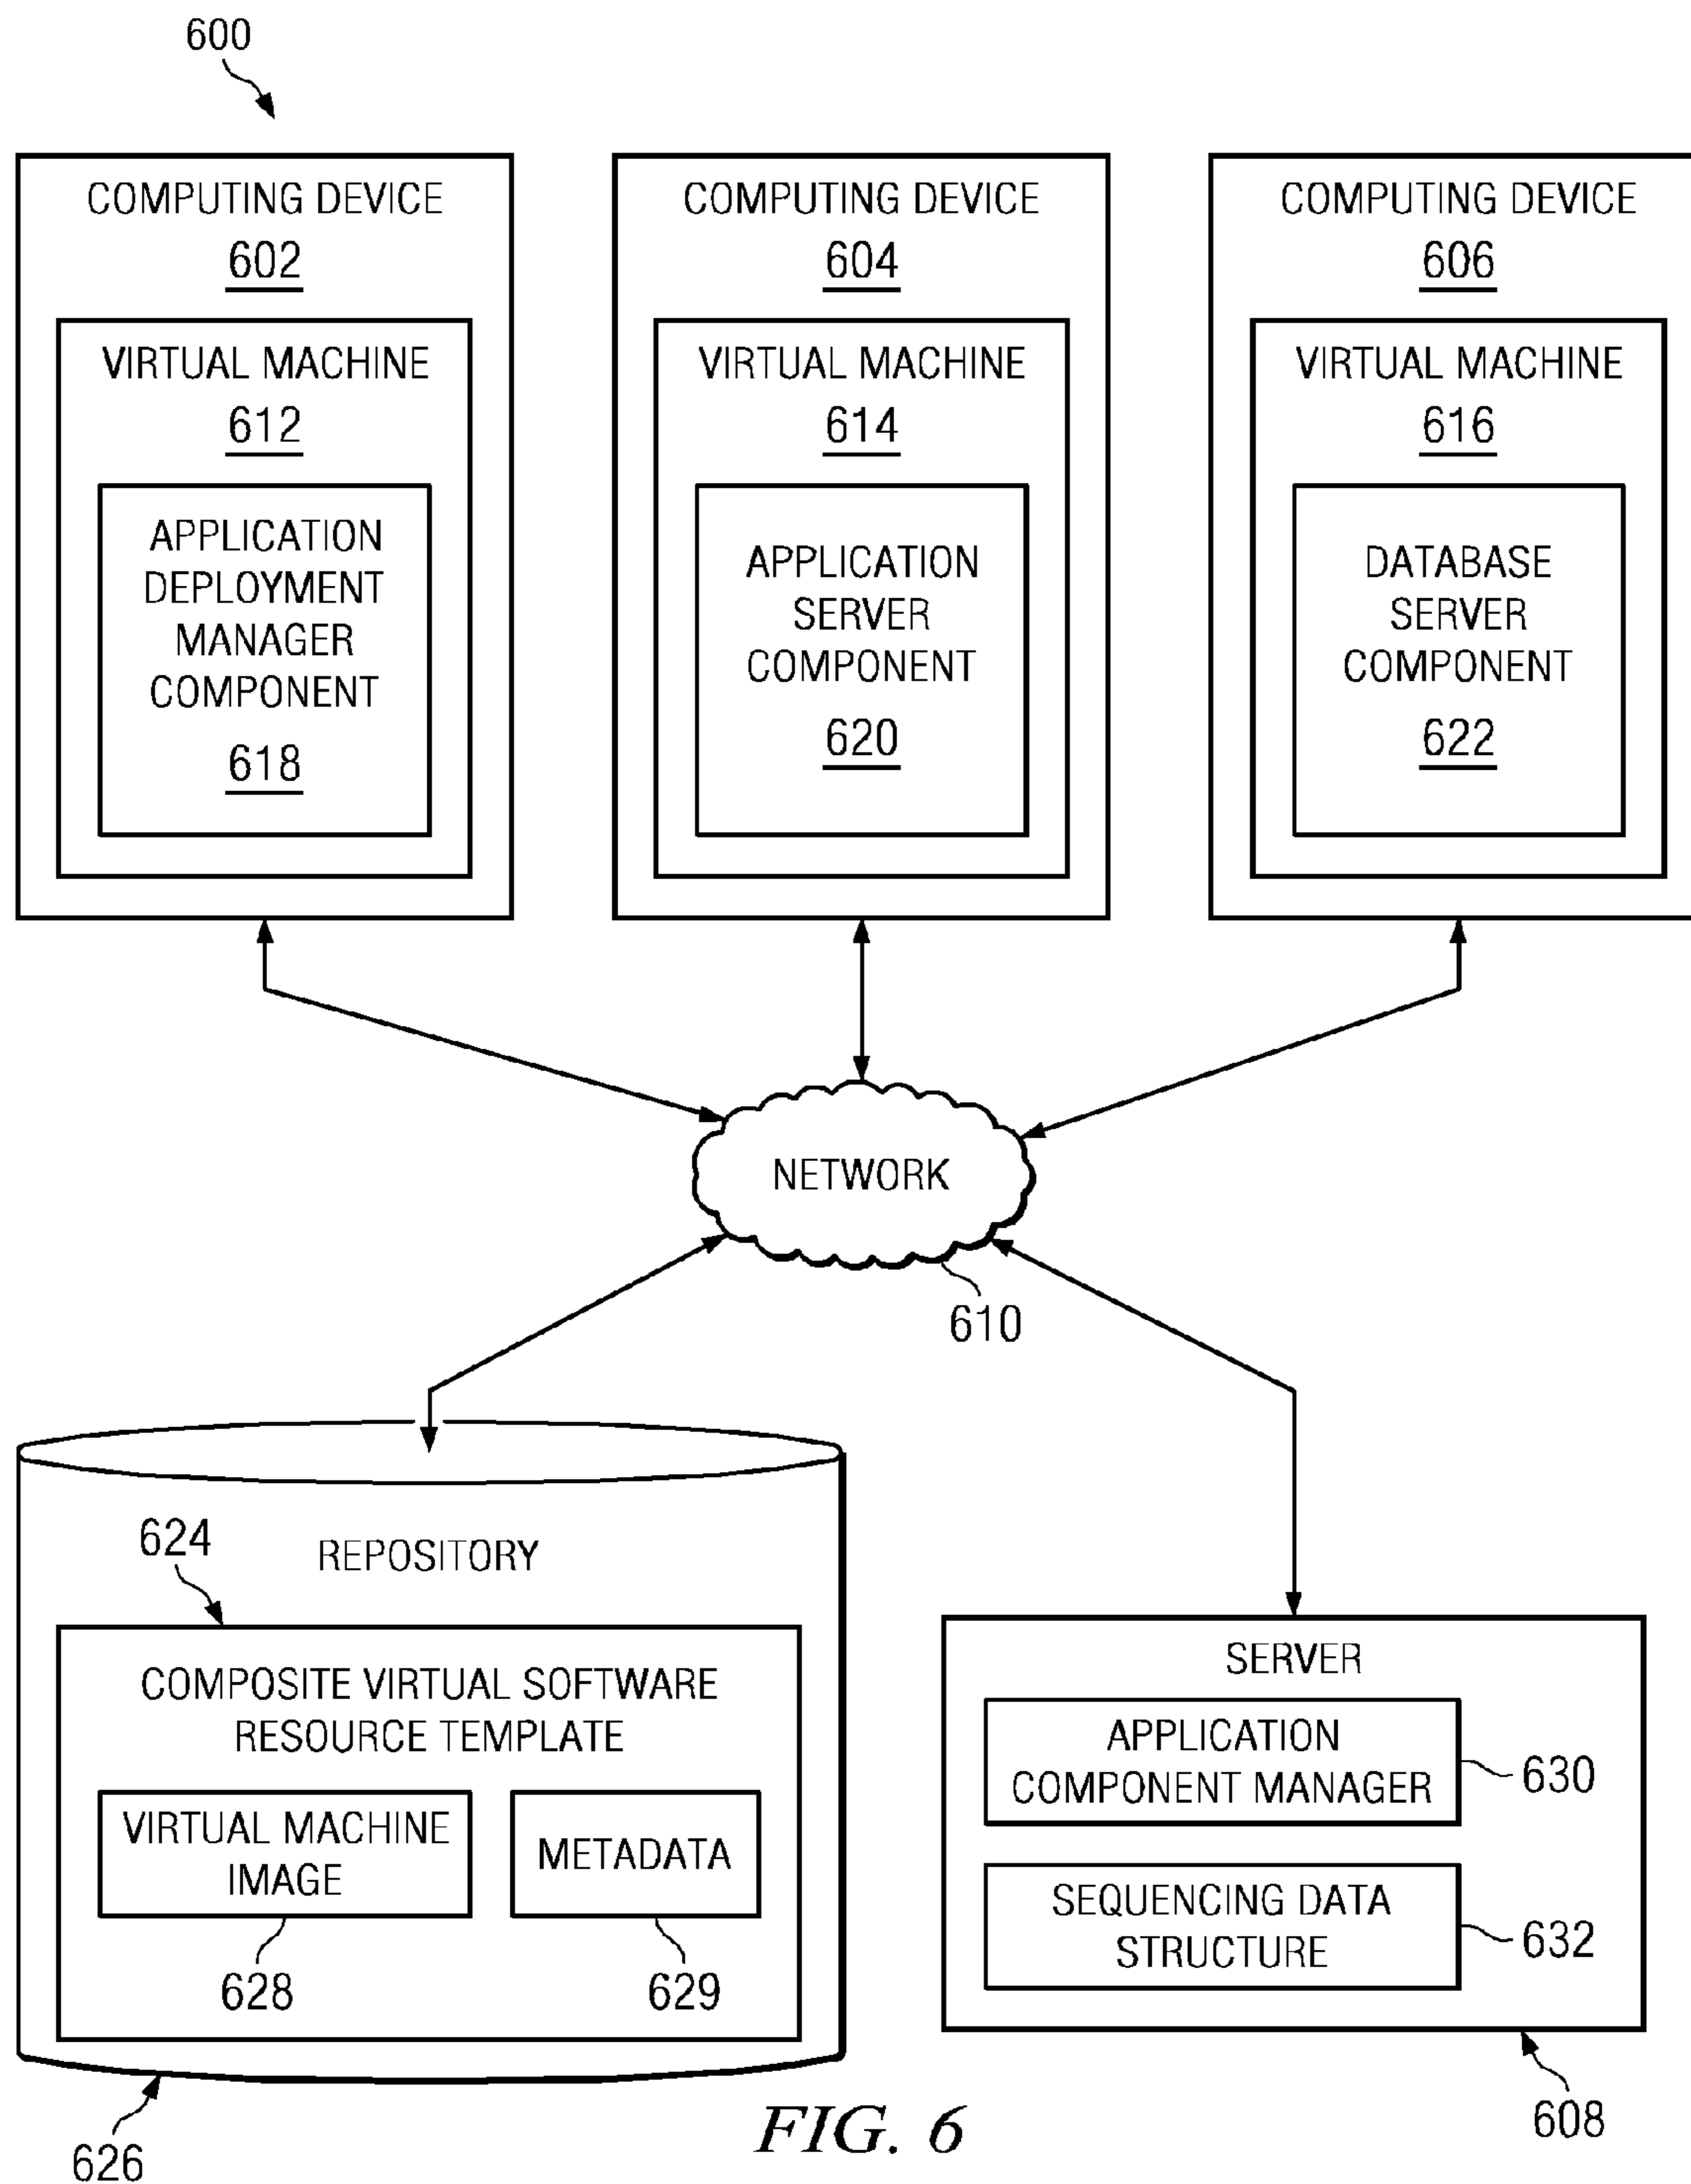 600
COMPUTING DEVICE
602
VIRTUAL MACHINE
612
APPLICATION
DEPLOYMENT
MANAGER
COMPONENT
618
COMPUTING DEVICE
604
VIRTUAL MACHINE
614
APPLICATION
SERVER
COMPONENT
620
COMPUTING DEVICE
606
VIRTUAL MACHINE
616
DATABASE
SERVER
COMPONENT
622
NETWORK
610
624
REPOSITORY
COMPOSITE VIRTUAL SOFTWARE
RESOURCE TEMPLATE
VIRTUAL MACHINE
IMAGE
628
METADATA
629
626
SERVER
APPLICATION
COMPONENT MANAGER
630
SEQUENCING DATA
STRUCTURE
632
608
FIG. 6